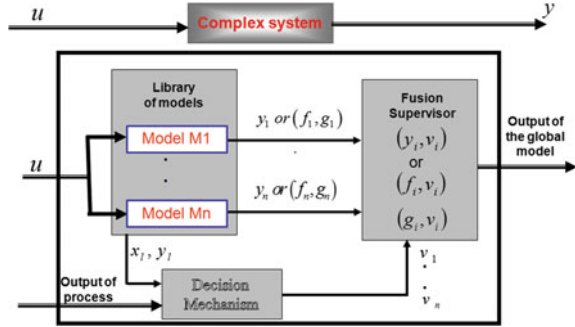 u
Complex system
y
Library
of models
Model M1
.
.
Model Mn
u
y₁ or (f₁, g₁)
.
yₙ or (fₙ, gₙ)
Fusion
Supervisor
(yᵢ, vᵢ)
or
(fᵢ, vᵢ)
(gᵢ, vᵢ)
Output of
the global
model
x₁, y₁
Output of
process
Decision
Mechanism
v₁
.
.
vₙ